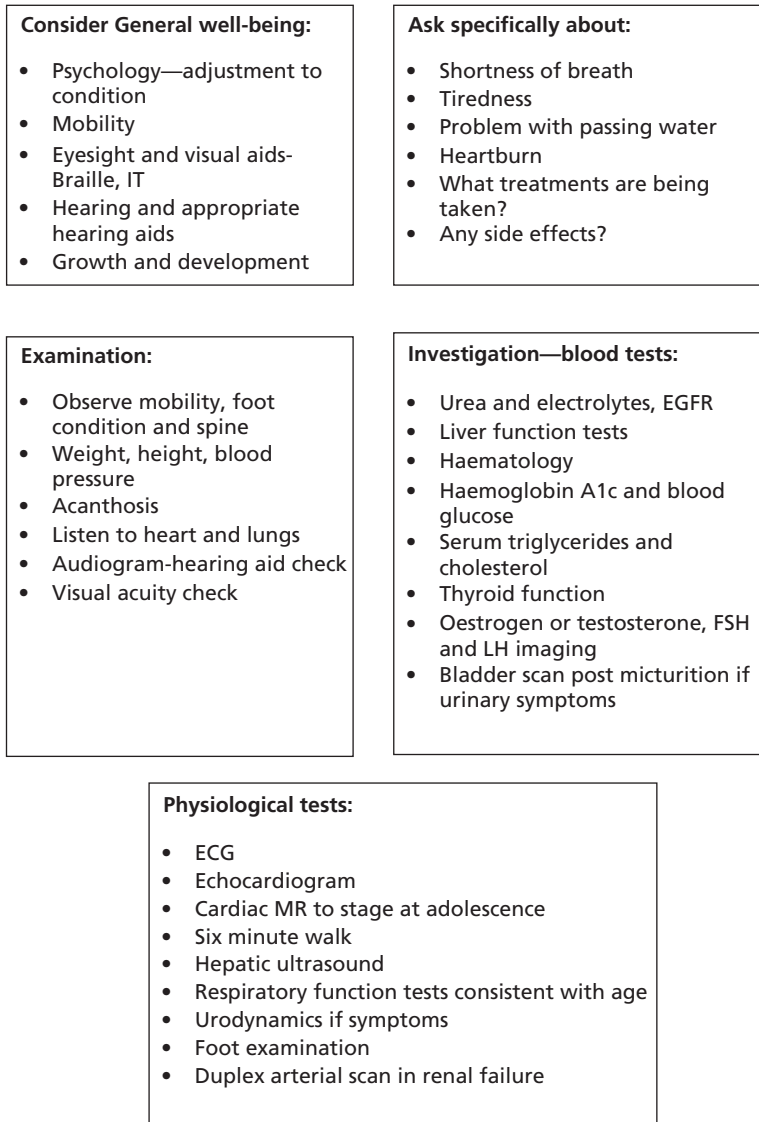 Consider General well-being:
• Psychology—adjustment to
condition
• Mobility
• Eyesight and visual aids-
Braille, IT
• Hearing and appropriate
hearing aids
• Growth and development
Ask specifically about:
• Shortness of breath
• Tiredness
• Problem with passing water
• Heartburn
• What treatments are being
taken?
• Any side effects?
Examination:
• Observe mobility, foot
condition and spine
• Weight, height, blood
pressure
• Acanthosis
• Listen to heart and lungs
• Audiogram-hearing aid check
• Visual acuity check
Investigation—blood tests:
• Urea and electrolytes, EGFR
• Liver function tests
• Haematology
• Haemoglobin A1c and blood
glucose
• Serum triglycerides and
cholesterol
• Thyroid function
• Oestrogen or testosterone, FSH
and LH imaging
• Bladder scan post micturition if
urinary symptoms
Physiological tests:
• ECG
• Echocardiogram
• Cardiac MR to stage at adolescence
• Six minute walk
• Hepatic ultrasound
• Respiratory function tests consistent with age
• Urodynamics if symptoms
• Foot examination
• Duplex arterial scan in renal failure